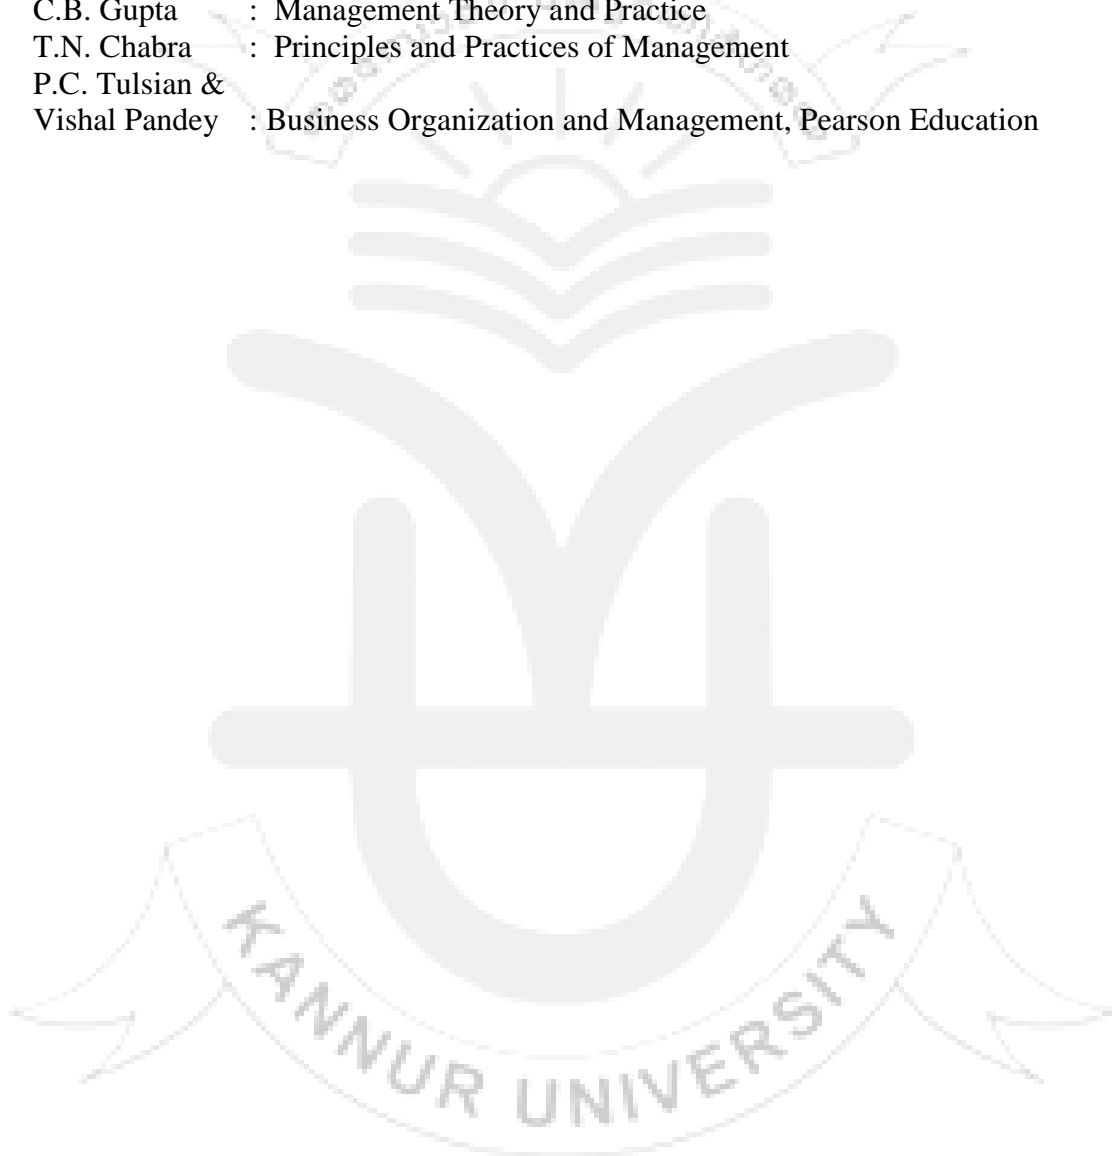 C.B. Gupta : Management Theory and Practice
T.N. Chabra : Principles and Practices of Management
P.C. Tulsian &
Vishal Pandey : Business Organization and Management, Pearson Education
KANNUR UNIVERSITY